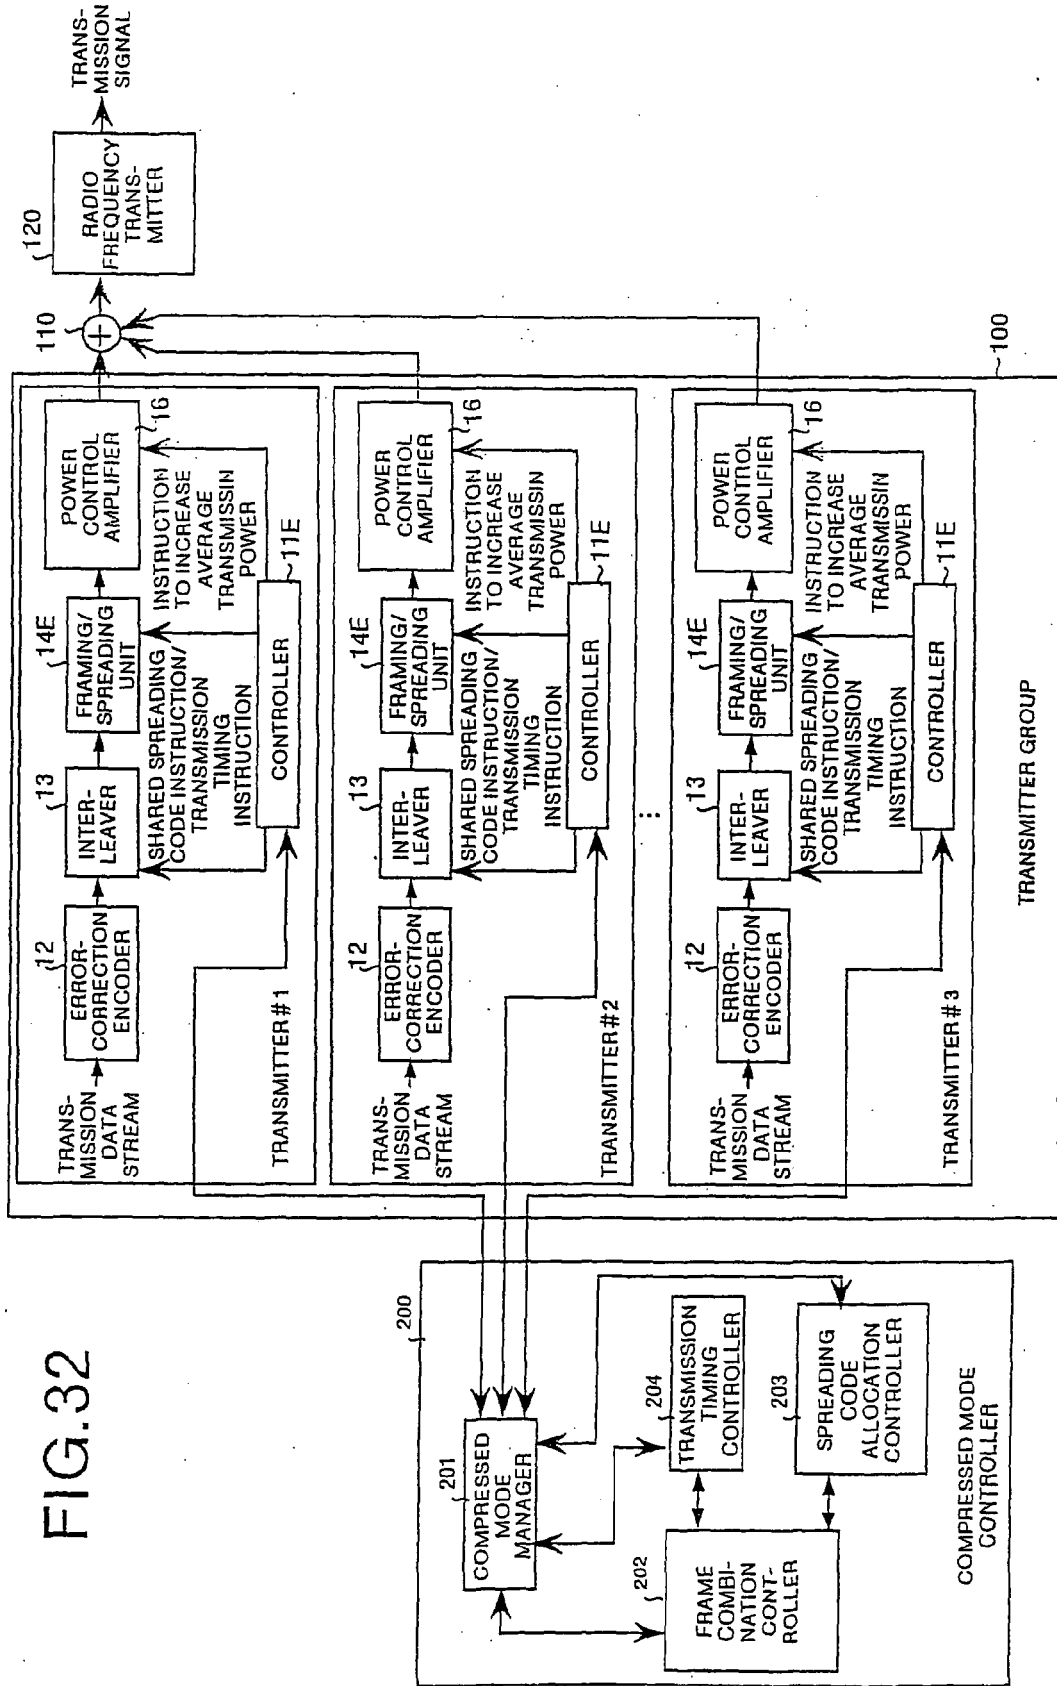 FIG.32
200
201
COMPRESSED
MODE
MANAGER
202
FRAME
COMBI-
NATION
CONT-
ROLLER
204
TRANSMISSION
TIMING
CONTROLLER
203
SPREADING
CODE
ALLOCATION
CONTROLLER
COMPRESSED MODE
CONTROLLER
TRANS-
MISSION
DATA
STREAM
12
ERROR-
CORRECTION
ENCODER
13
INTER-
LEAVER
14E
FRAMING/
SPREADING
UNIT
POWER
CONTROL
AMPLIFIER
16
SHARED SPREADING
CODE INSTRUCTION/
TRANSMISSION
TIMING
INSTRUCTION
INSTRUCTION
TO INCREASE
AVERAGE
TRANSMISSIN
POWER
11E
CONTROLLER
TRANSMITTER#1
TRANS-
MISSION
DATA
STREAM
12
ERROR-
CORRECTION
ENCODER
13
INTER-
LEAVER
14E
FRAMING/
SPREADING
UNIT
POWER
CONTROL
AMPLIFIER
16
SHARED SPREADING
CODE INSTRUCTION/
TRANSMISSION
TIMING
INSTRUCTION
INSTRUCTION
TO INCREASE
AVERAGE
TRANSMISSIN
POWER
11E
CONTROLLER
TRANSMITTER#2
...
TRANS-
MISSION
DATA
STREAM
12
ERROR-
CORRECTION
ENCODER
13
INTER-
LEAVER
14E
FRAMING/
SPREADING
UNIT
POWER
CONTROL
AMPLIFIER
16
SHARED SPREADING
CODE INSTRUCTION/
TRANSMISSION
TIMING
INSTRUCTION
INSTRUCTION
TO INCREASE
AVERAGE
TRANSMISSIN
POWER
11E
CONTROLLER
TRANSMITTER#3
TRANSMITTER GROUP
100
110
+
120
RADIO
FREQUENCY
TRANS-
MITTER
TRANS-
MISSION
SIGNAL